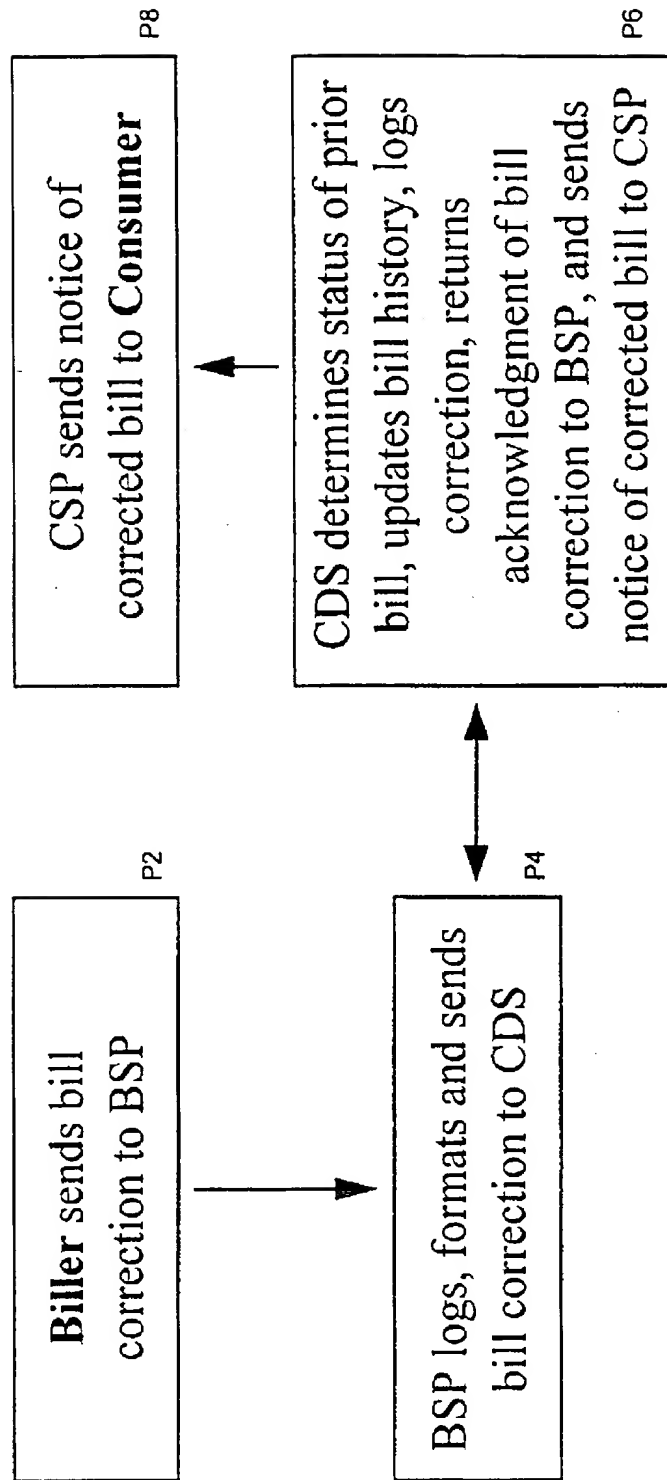 Biller sends bill
correction to BSP
P2
BSP logs, formats and sends
bill correction to CDS
P4
CDS determines status of prior
bill, updates bill history, logs
correction, returns
acknowledgment of bill
correction to BSP, and sends
notice of corrected bill to CSP
P6
CSP sends notice of
corrected bill to Consumer
P8